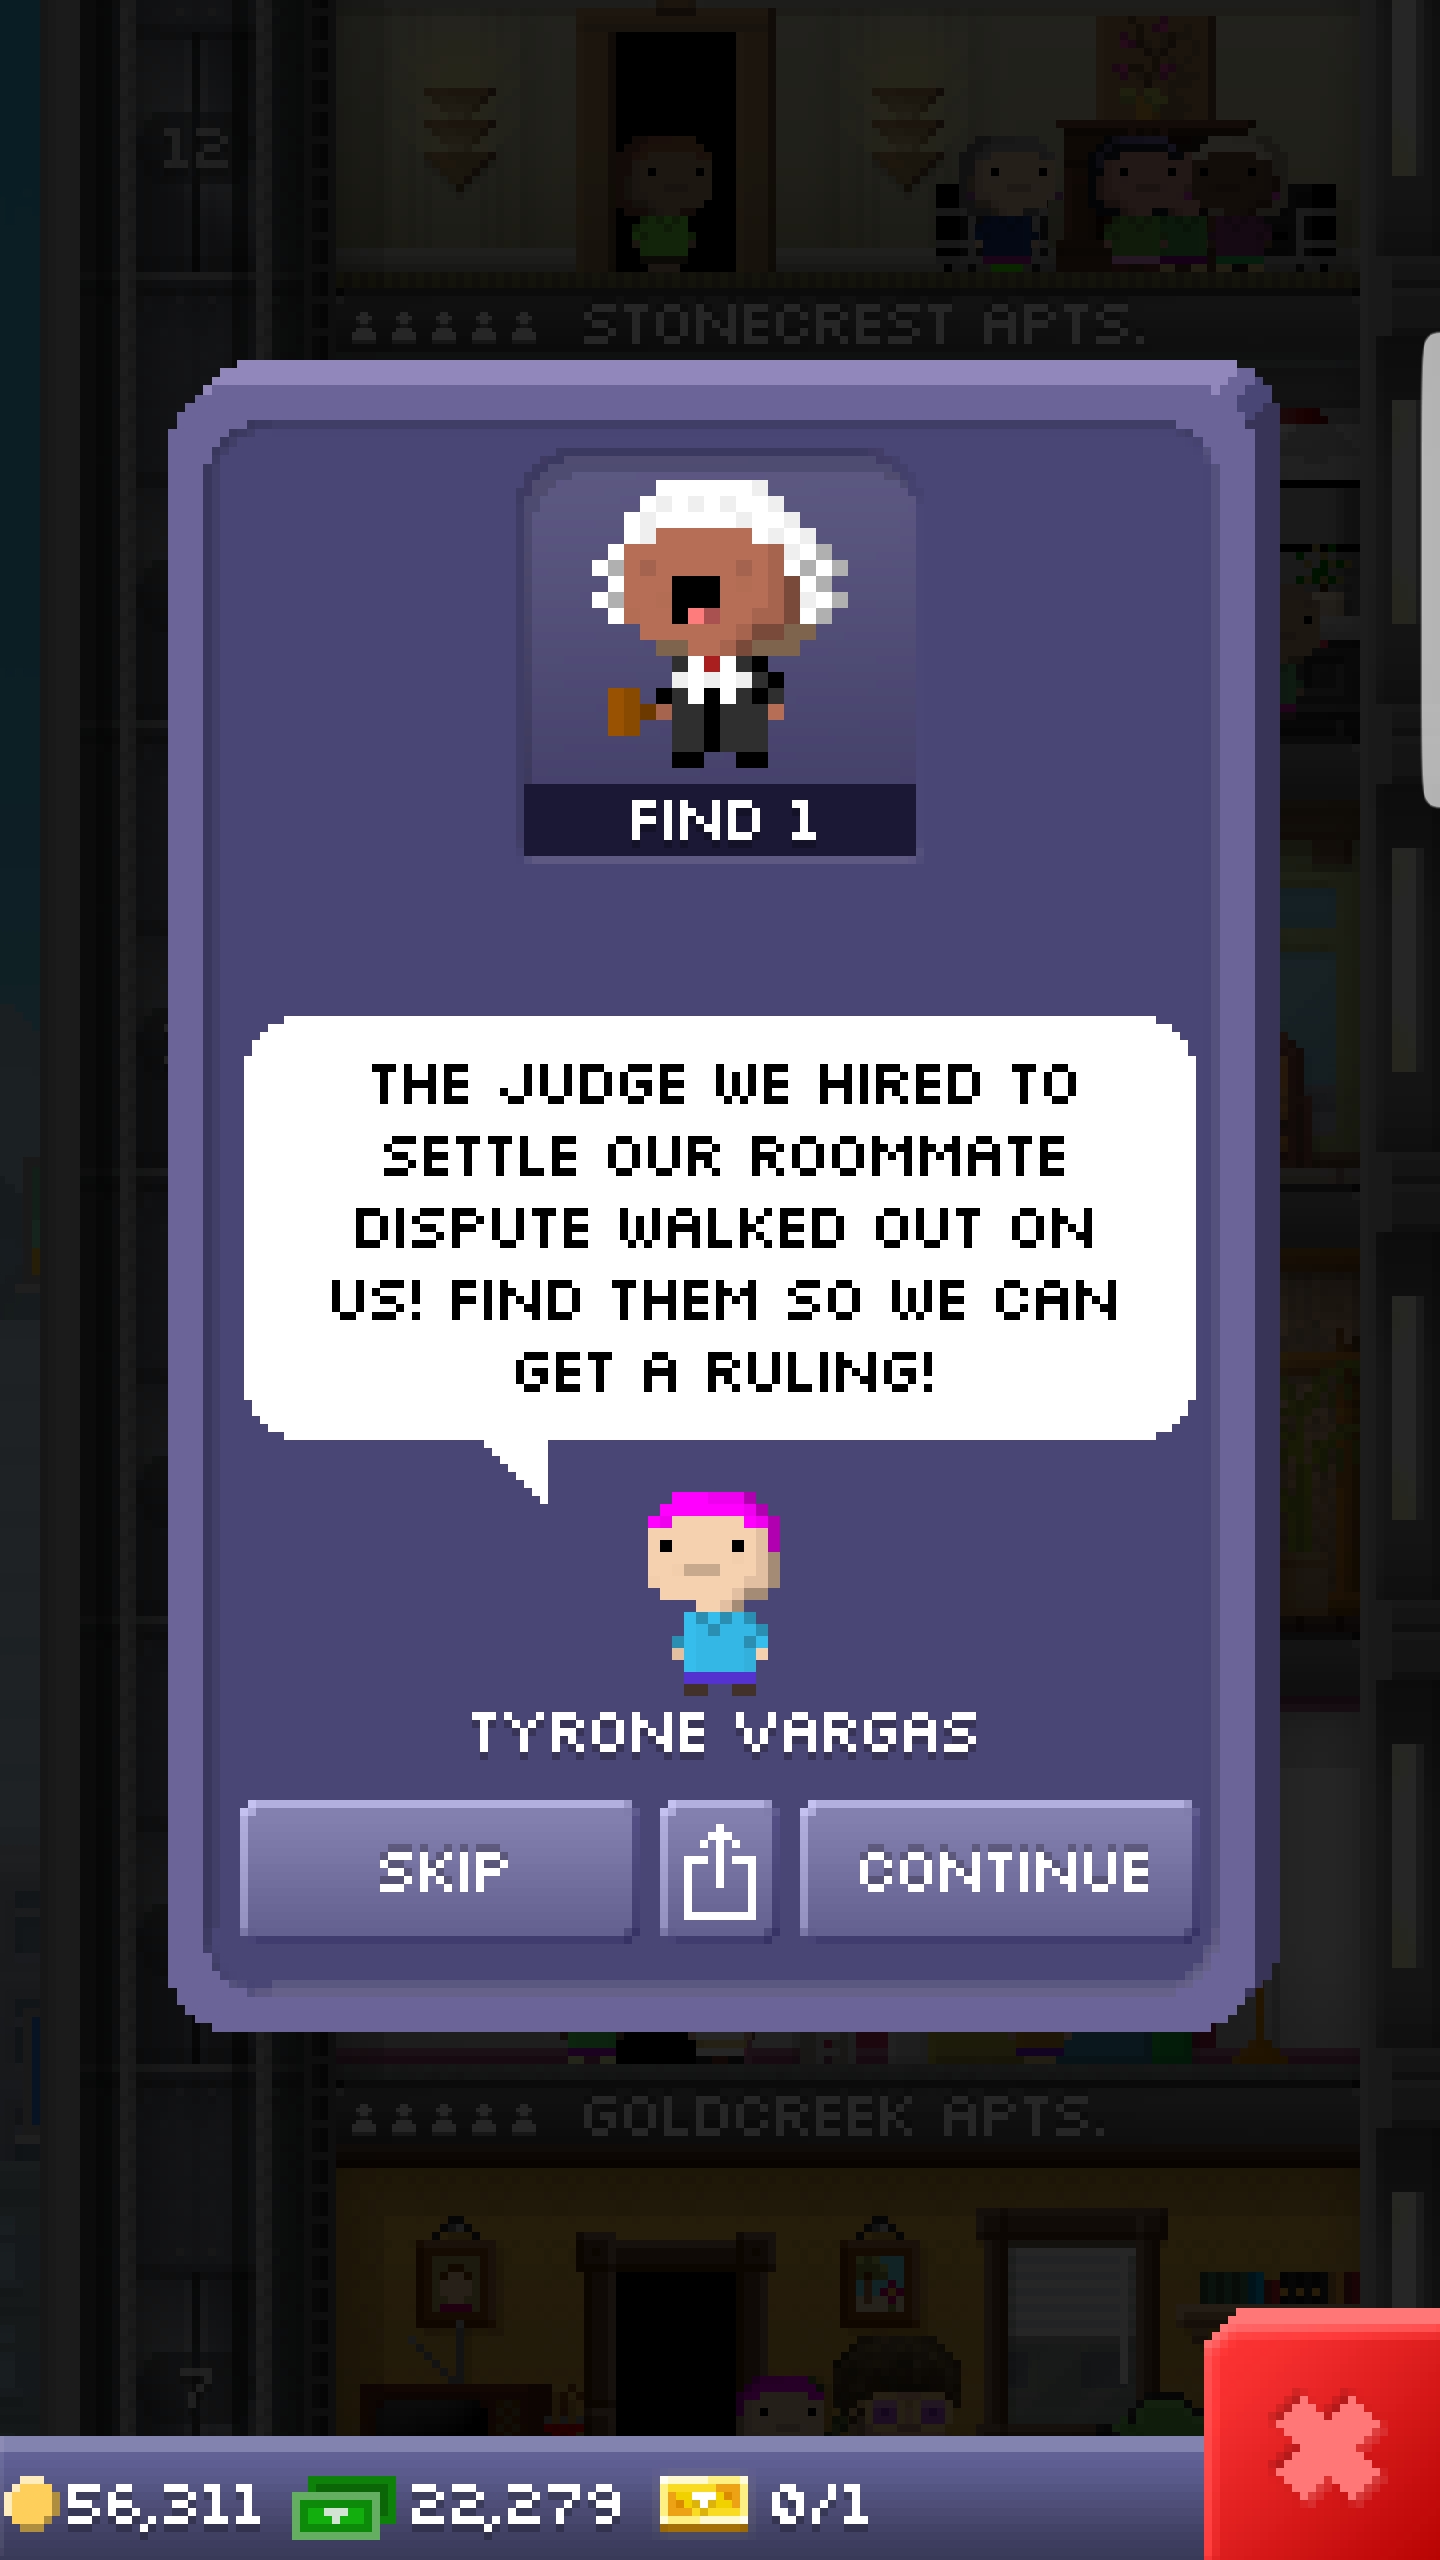 12
STONECREST APTS.
FIND 1
THE JUDGE WE HIRED TO
SETTLE OUR ROOMMATE
DISPUTE WALKED OUT ON
US! FIND THEM SO WE CAN
GET A RULING!
TYRONE VARGAS
SKIP
CONTINUE
GOLDCREEK APTS.
7
56,311 22,279 0/1